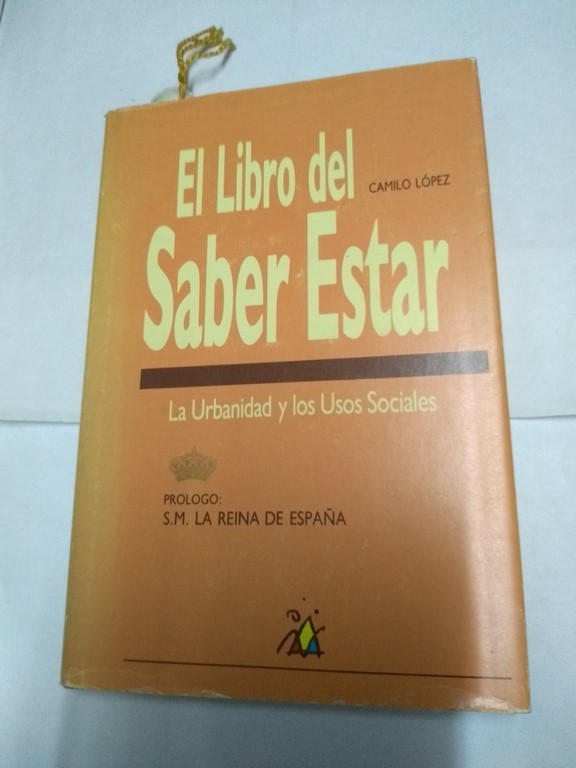 El Libro del
CAMILO LÓPEZ
Saber Estar
La Urbanidad y los Usos Sociales
PROLOGO:
S.M. LA REINA DE ESPAÑA